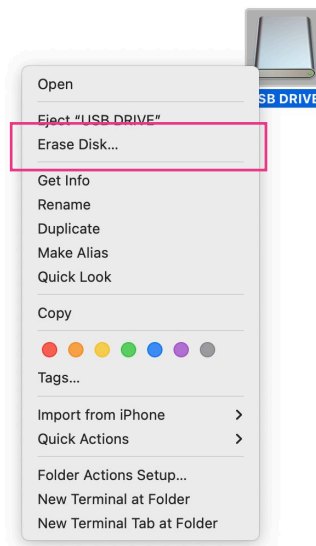 SB DRIVE
Open
Eject “USB DRIVE”
Erase Disk...
Get Info
Rename
Duplicate
Make Alias
Quick Look
Copy
Tags...
Import from iPhone
Quick Actions
Folder Actions Setup...
New Terminal at Folder
New Terminal Tab at Folder